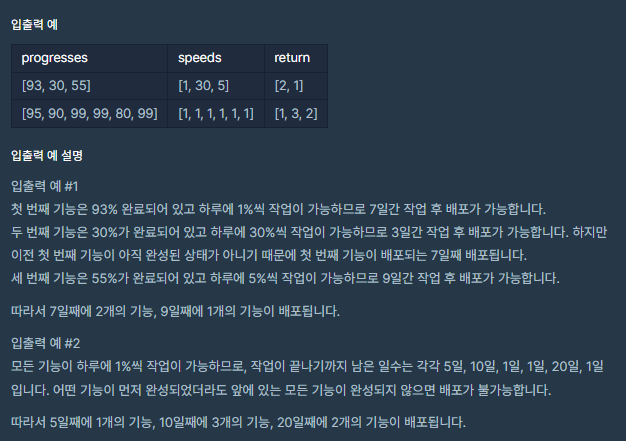 입출력 예
progresses speeds return
[93, 30, 55] [1, 30, 5] [2, 1]
[95, 90, 99, 99, 80, 99] [1, 1, 1, 1, 1, 1] [1, 3, 2]
입출력 예 설명
입출력 예 #1
첫 번째 기능은 93% 완료되어 있고 하루에 1%씩 작업이 가능하므로 7일간 작업 후 배포가 가능합니다.
두 번째 기능은 30%가 완료되어 있고 하루에 30%씩 작업이 가능하므로 3일간 작업 후 배포가 가능합니다. 하지만
이전 첫 번째 기능이 아직 완성된 상태가 아니기 때문에 첫 번째 기능이 배포되는 7일째 배포됩니다.
세 번째 기능은 55%가 완료되어 있고 하루에 5%씩 작업이 가능하므로 9일간 작업 후 배포가 가능합니다.
따라서 7일째에 2개의 기능, 9일째에 1개의 기능이 배포됩니다.
입출력 예 #2
모든 기능이 하루에 1%씩 작업이 가능하므로, 작업이 끝나기까지 남은 일수는 각각 5일, 10일, 1일, 1일, 20일, 1일
입니다. 어떤 기능이 먼저 완성되었더라도 앞에 있는 모든 기능이 완성되지 않으면 배포가 불가능합니다.
따라서 5일째에 1개의 기능, 10일째에 3개의 기능, 20일째에 2개의 기능이 배포됩니다.